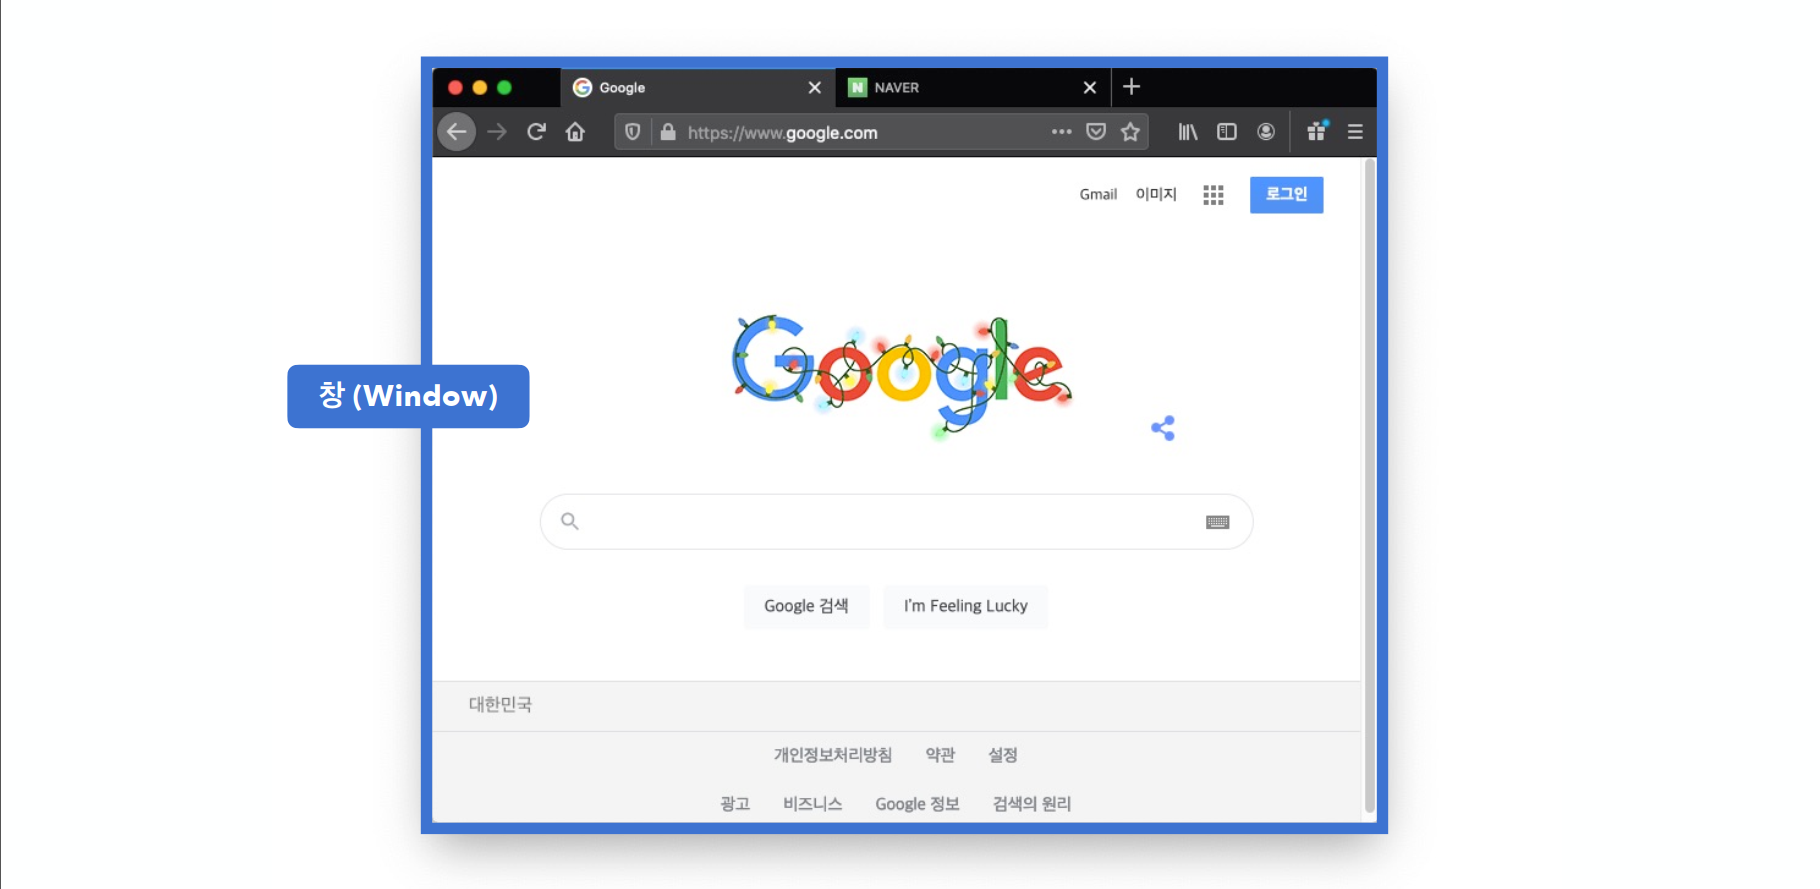 Google
NAVER
https://www.google.com
Gmail 이미지 로그인
Google
창 (Window)
Google 검색 I'm Feeling Lucky
대한민국
개인정보처리방침 약관 설정
광고 비즈니스 Google 정보 검색의 원리